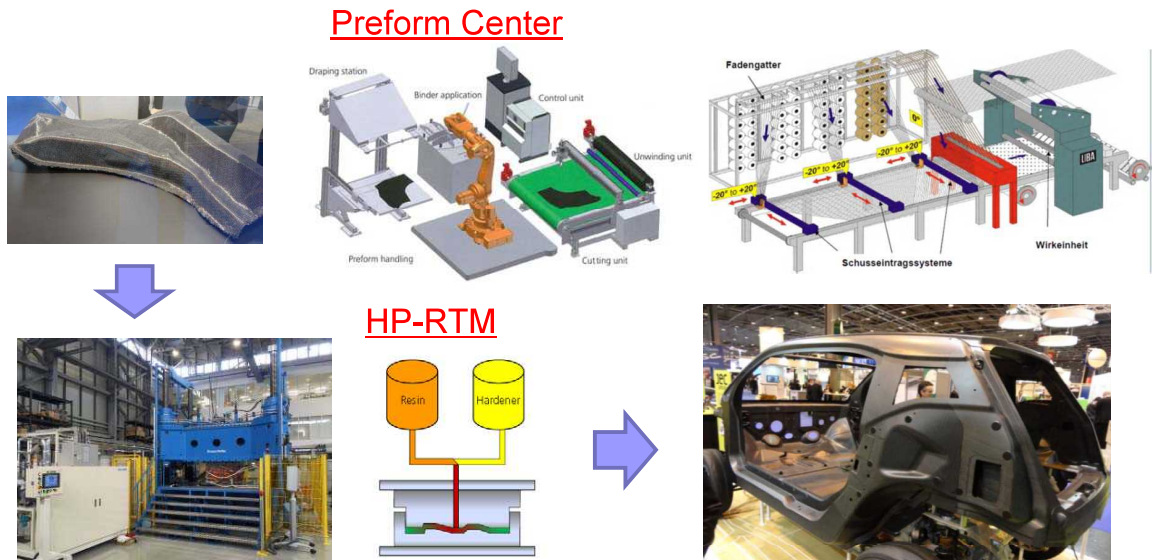 Preform Center
Draping station
Binder application
Control unit
Unwinding unit
Preform handling
Cutting unit
Fadengatter
0°
-20° to +20°
-20° to +20°
-20° to +20°
LIBA
Wirkeinheit
Schusseintragssysteme
HP-RTM
Resin
Hardener